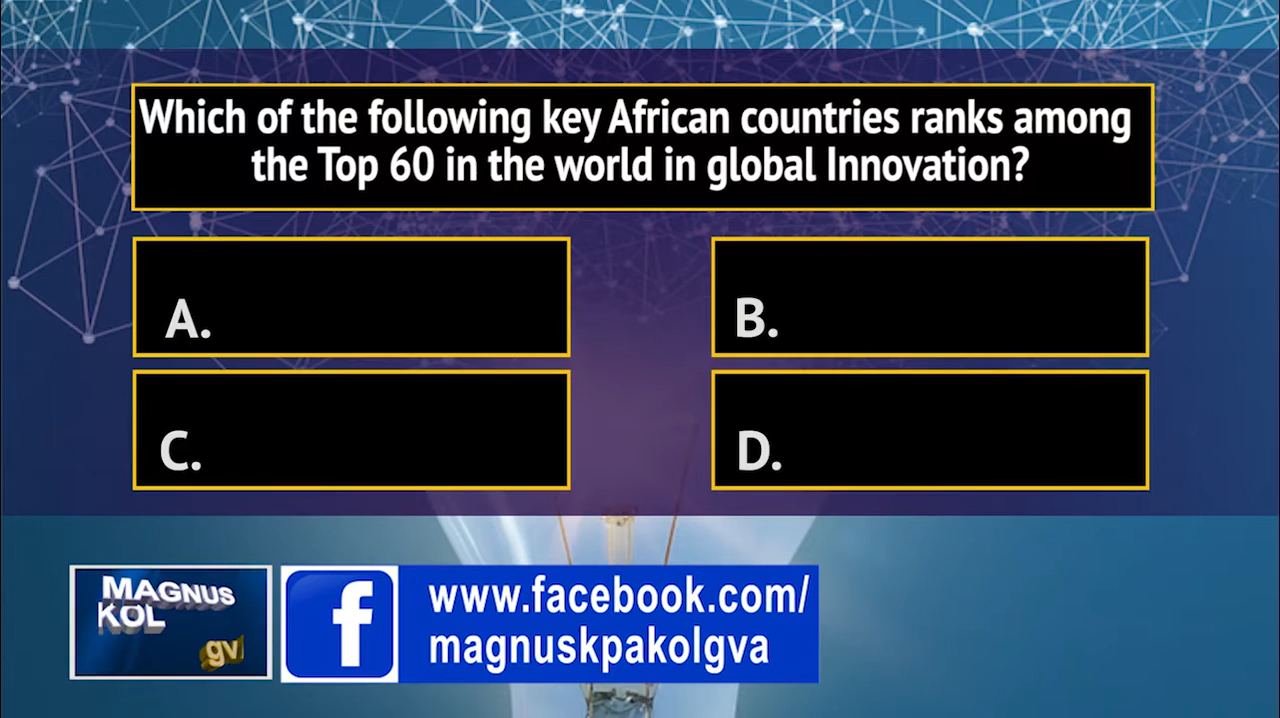 Which of the following key African countries ranks among
the Top 60 in the world in global Innovation?
A.
B.
C.
D.
MAGNUS
KOL
gv
www.facebook.com/
magnuskpakolgva